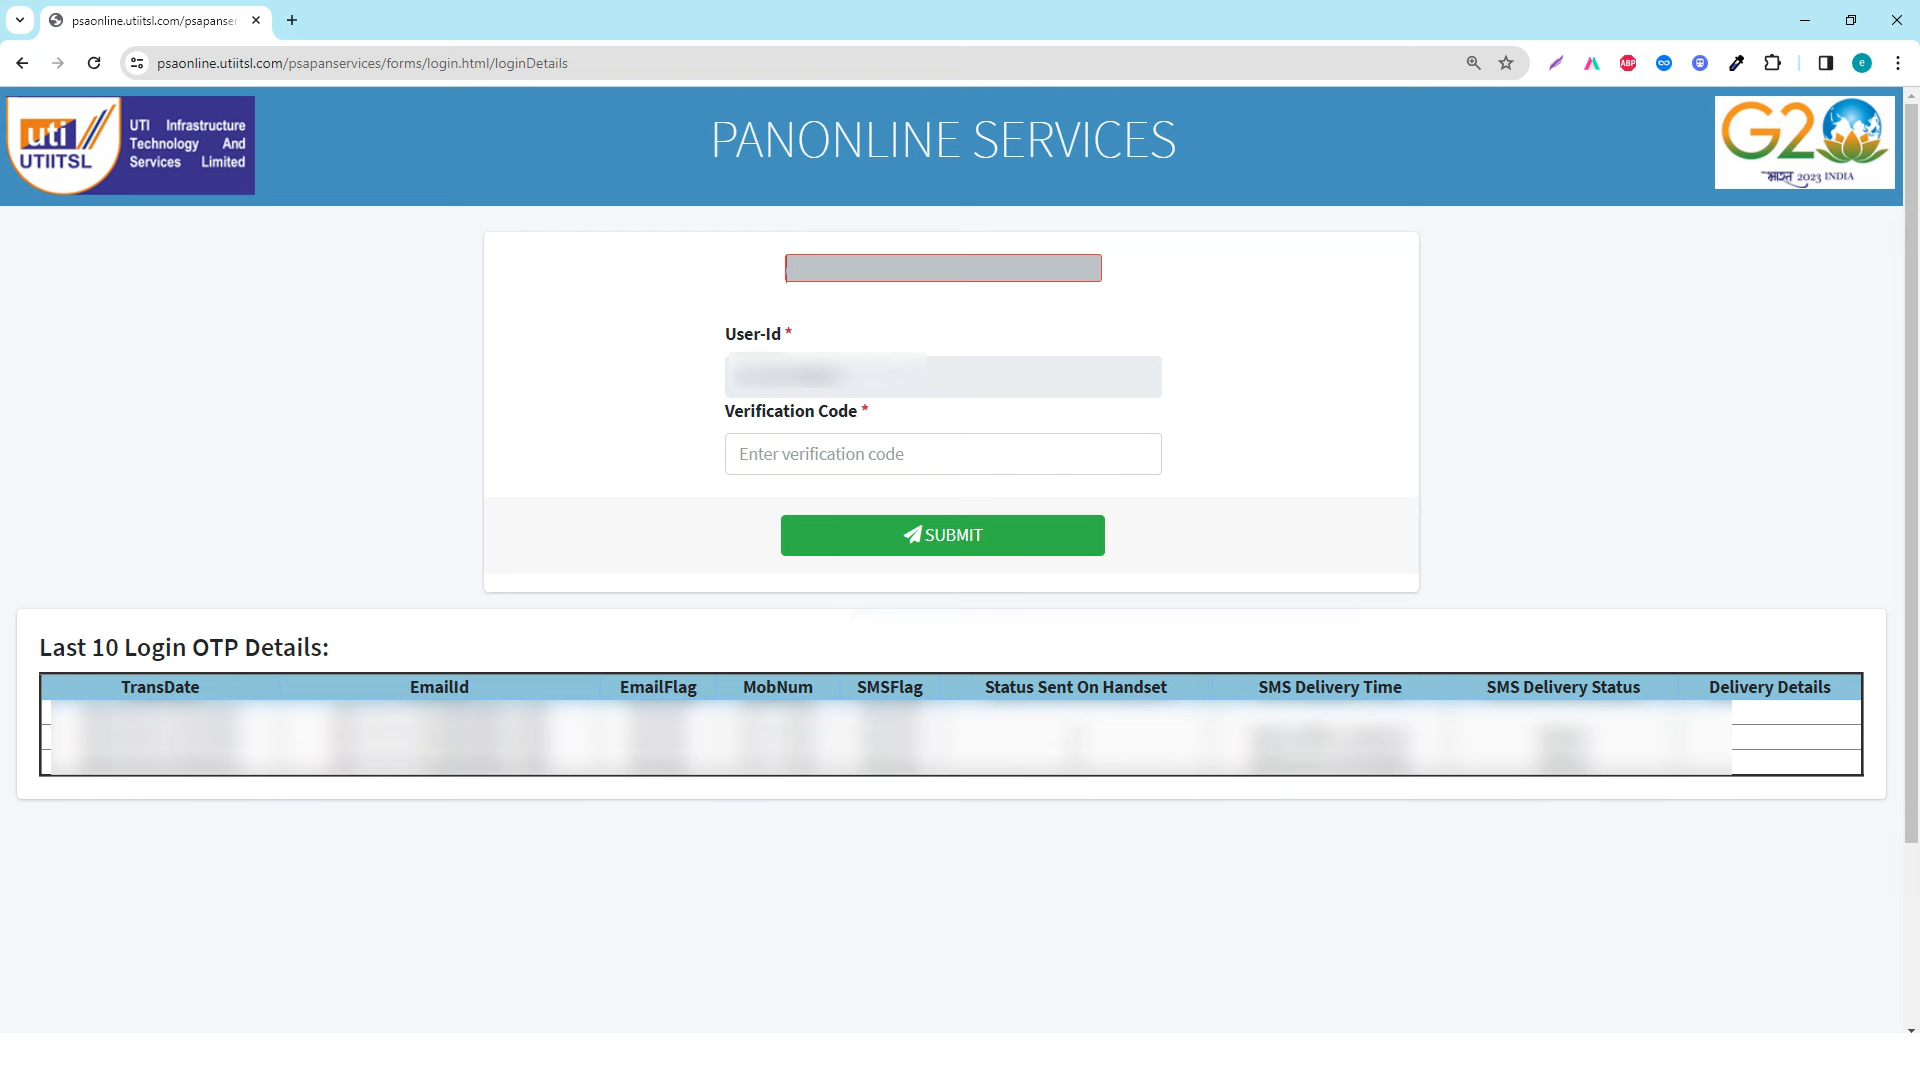 psaonline.utiitsl.com/psapanser
psaonline.utiitsl.com/psapanservices/forms/login.html/loginDetails
ABP
e
uti
UTIITSL
UTI Infrastructure
Technology And
Services Limited
PANONLINE SERVICES
G2
भारत 2023 INDIA
User-Id *
Verification Code *
Enter verification code
SUBMIT
Last 10 Login OTP Details:
TransDate EmailId EmailFlag MobNum SMSFlag Status Sent On Handset SMS Delivery Time SMS Delivery Status Delivery Details